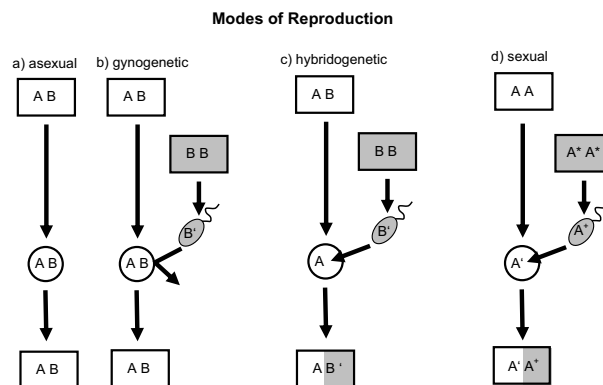 Modes of Reproduction
a) asexual
b) gynogenetic
c) hybridogenetic
d) sexual
A B
A B
A B
A A
B B
B B
A* A*
B‘
B‘
A⁺
A B
A B
A
A‘
A B
A B
A B ‘
A‘ A⁺